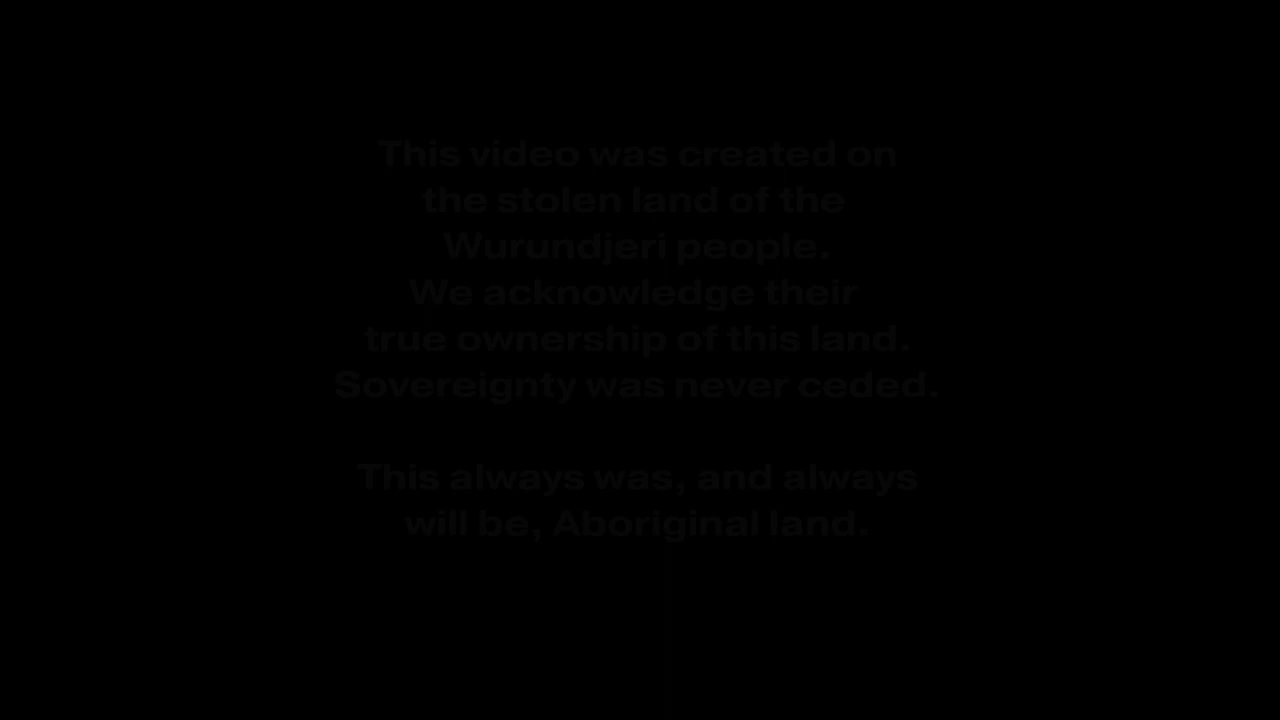 This video was created on
the stolen land of the
Wurundjeri people.
We acknowledge their
true ownership of this land.
Sovereignty was never ceded.
This always was, and always
will be, Aboriginal land.